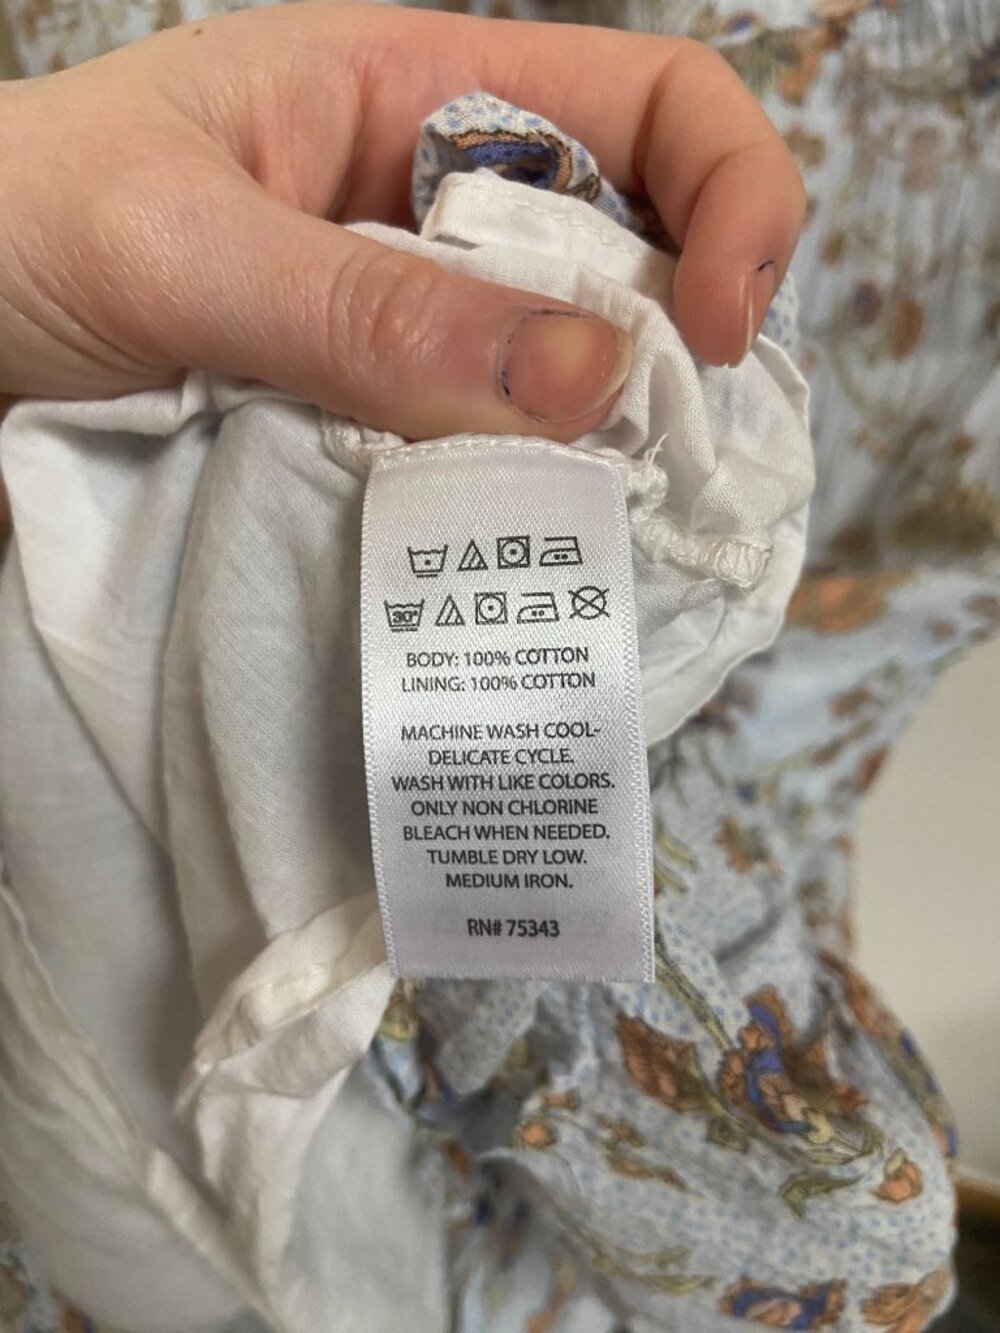 30°
BODY: 100% COTTON
LINING: 100% COTTON
MACHINE WASH COOL-
DELICATE CYCLE.
WASH WITH LIKE COLORS.
ONLY NON CHLORINE
BLEACH WHEN NEEDED.
TUMBLE DRY LOW.
MEDIUM IRON.
RN# 75343